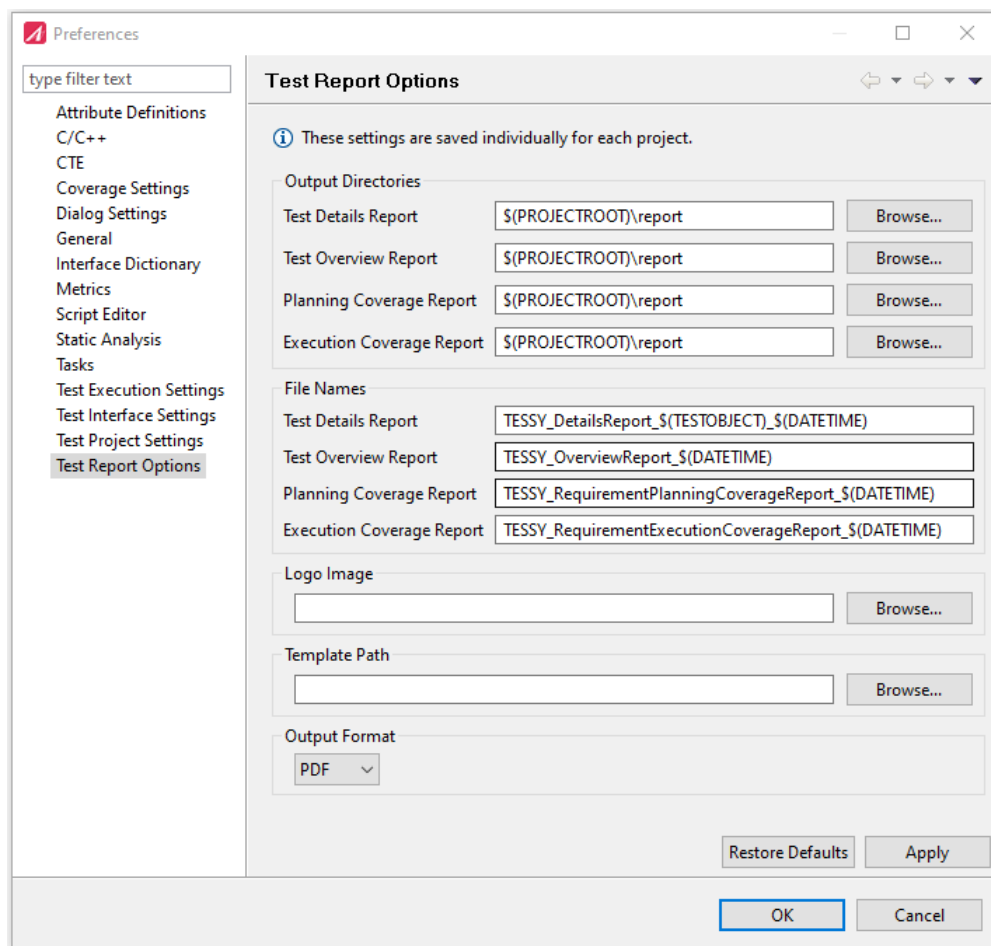 Preferences
type filter text
Attribute Definitions
C/C++
CTE
Coverage Settings
Dialog Settings
General
Interface Dictionary
Metrics
Script Editor
Static Analysis
Tasks
Test Execution Settings
Test Interface Settings
Test Project Settings
Test Report Options
Test Report Options
These settings are saved individually for each project.
Output Directories
Test Details Report $(PROJECTROOT)\report Browse...
Test Overview Report $(PROJECTROOT)\report Browse...
Planning Coverage Report $(PROJECTROOT)\report Browse...
Execution Coverage Report $(PROJECTROOT)\report Browse...
File Names
Test Details Report TESSY_DetailsReport_$(TESTOBJECT)_$(DATETIME)
Test Overview Report TESSY_OverviewReport_$(DATETIME)
Planning Coverage Report TESSY_RequirementPlanningCoverageReport_$(DATETIME)
Execution Coverage Report TESSY_RequirementExecutionCoverageReport_$(DATETIME)
Logo Image
Browse...
Template Path
Browse...
Output Format
PDF
Restore Defaults Apply
OK Cancel